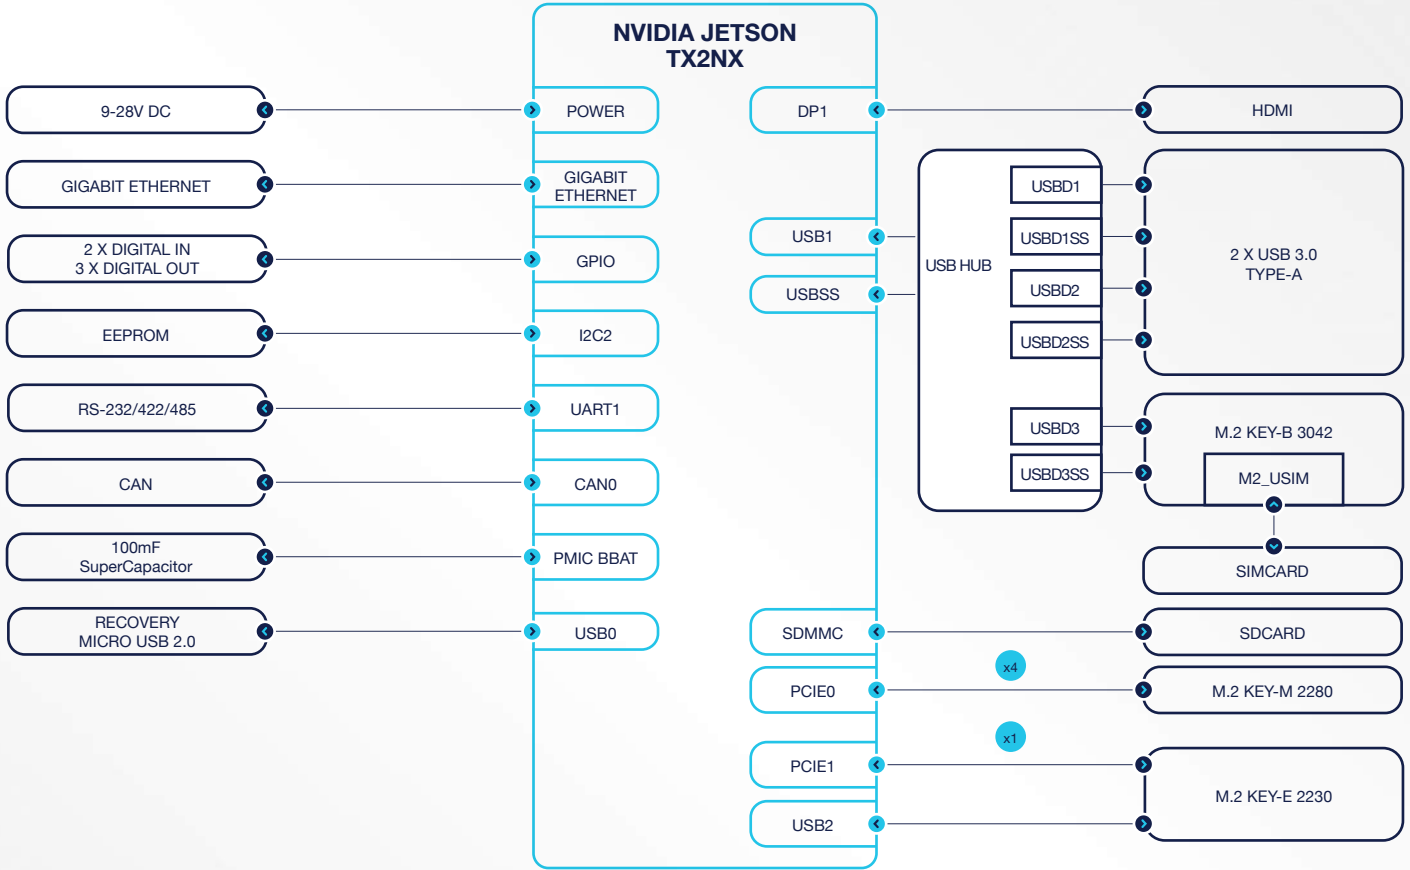 NVIDIA JETSON
TX2NX
9-28V DC
POWER
GIGABIT ETHERNET
GIGABIT
ETHERNET
2 X DIGITAL IN
3 X DIGITAL OUT
GPIO
EEPROM
I2C2
RS-232/422/485
UART1
CAN
CAN0
100mF
SuperCapacitor
PMIC BBAT
RECOVERY
MICRO USB 2.0
USB0
DP1
HDMI
USB1
USBSS
USB HUB
USBD1
USBD1SS
USBD2
USBD2SS
2 X USB 3.0
TYPE-A
USBD3
USBD3SS
M.2 KEY-B 3042
M2_USIM
SIMCARD
SDMMC
SDCARD
x4
PCIE0
M.2 KEY-M 2280
x1
PCIE1
USB2
M.2 KEY-E 2230